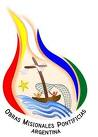 OBRAS MISIONALES PONTIFICIAS
ARGENTINA